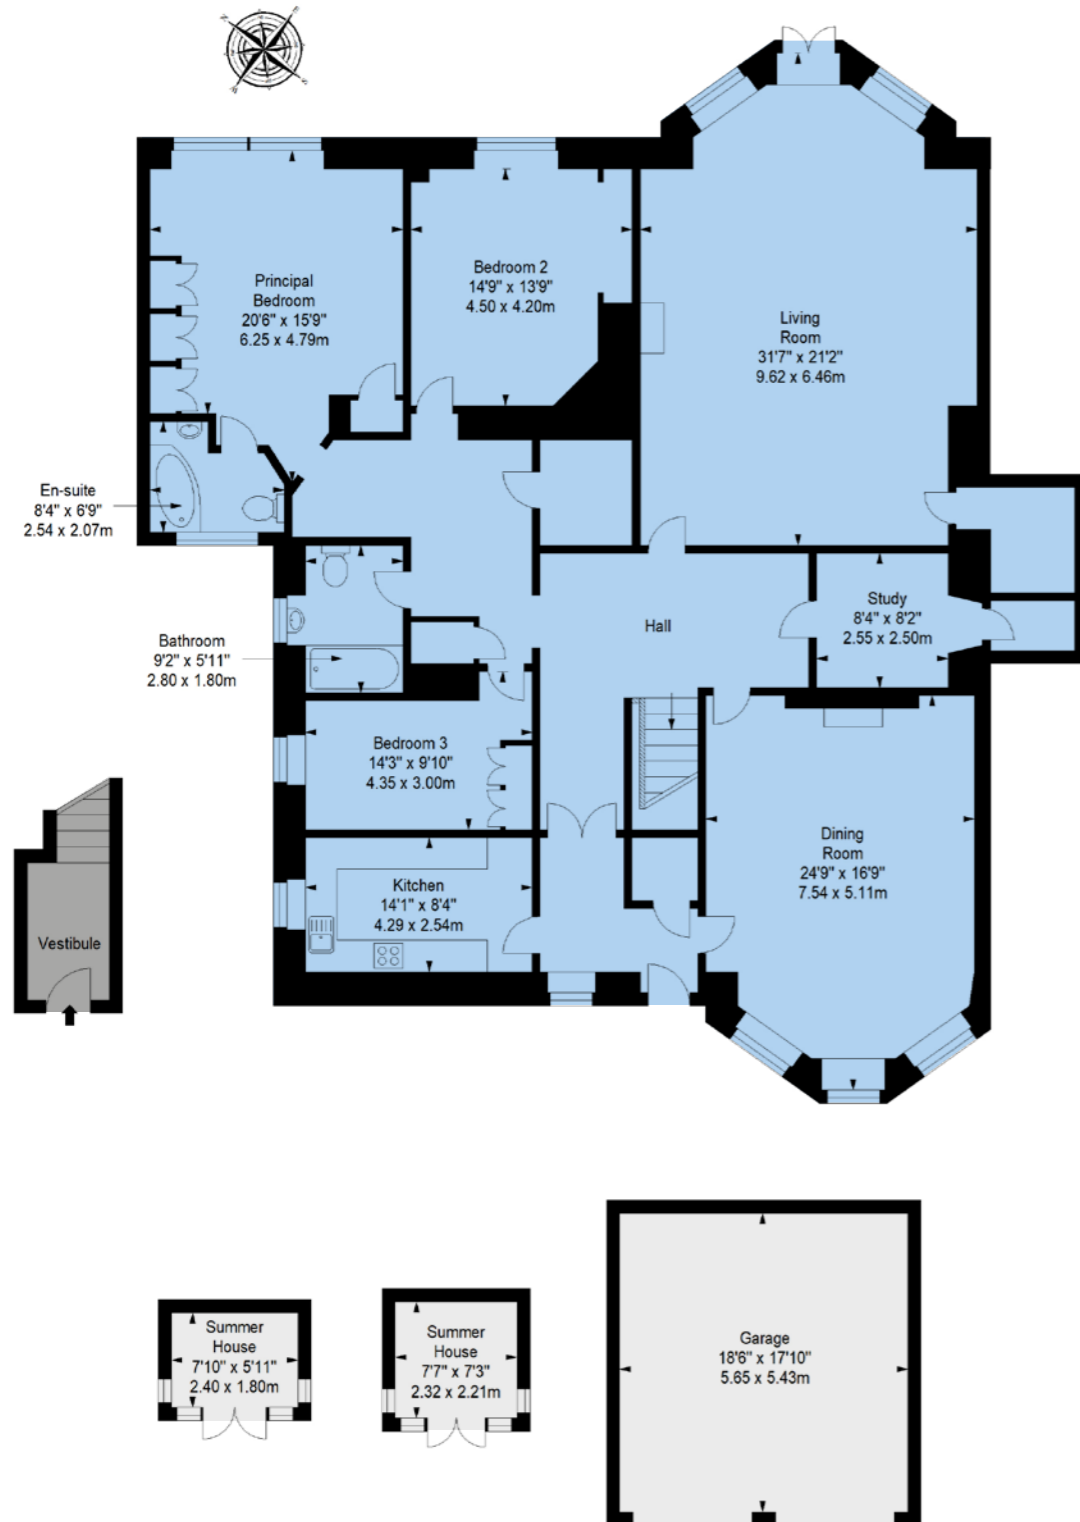 Principal
Bedroom
20'6" x 15'9"
6.25 x 4.79m
Bedroom 2
14'9" x 13'9"
4.50 x 4.20m
Living
Room
31'7" x 21'2"
9.62 x 6.46m
En-suite
8'4" x 6'9"
2.54 x 2.07m
Bathroom
9'2" x 5'11"
2.80 x 1.80m
Hall
Study
8'4" x 8'2"
2.55 x 2.50m
Bedroom 3
14'3" x 9'10"
4.35 x 3.00m
Dining
Room
24'9" x 16'9"
7.54 x 5.11m
Kitchen
14'1" x 8'4"
4.29 x 2.54m
Vestibule
Summer
House
7'10" x 5'11"
2.40 x 1.80m
Summer
House
7'7" x 7'3"
2.32 x 2.21m
Garage
18'6" x 17'10"
5.65 x 5.43m